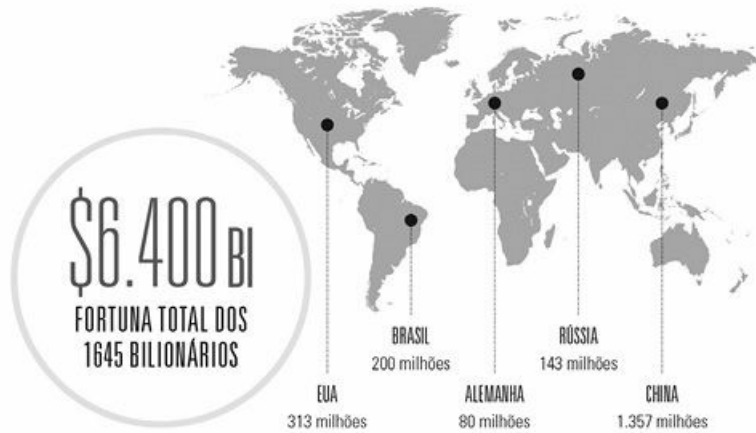 $6.400 BI
FORTUNA TOTAL DOS
1645 BILIONÁRIOS
BRASIL
200 milhões
RÚSSIA
143 milhões
EUA
313 milhões
ALEMANHA
80 milhões
CHINA
1.357 milhões